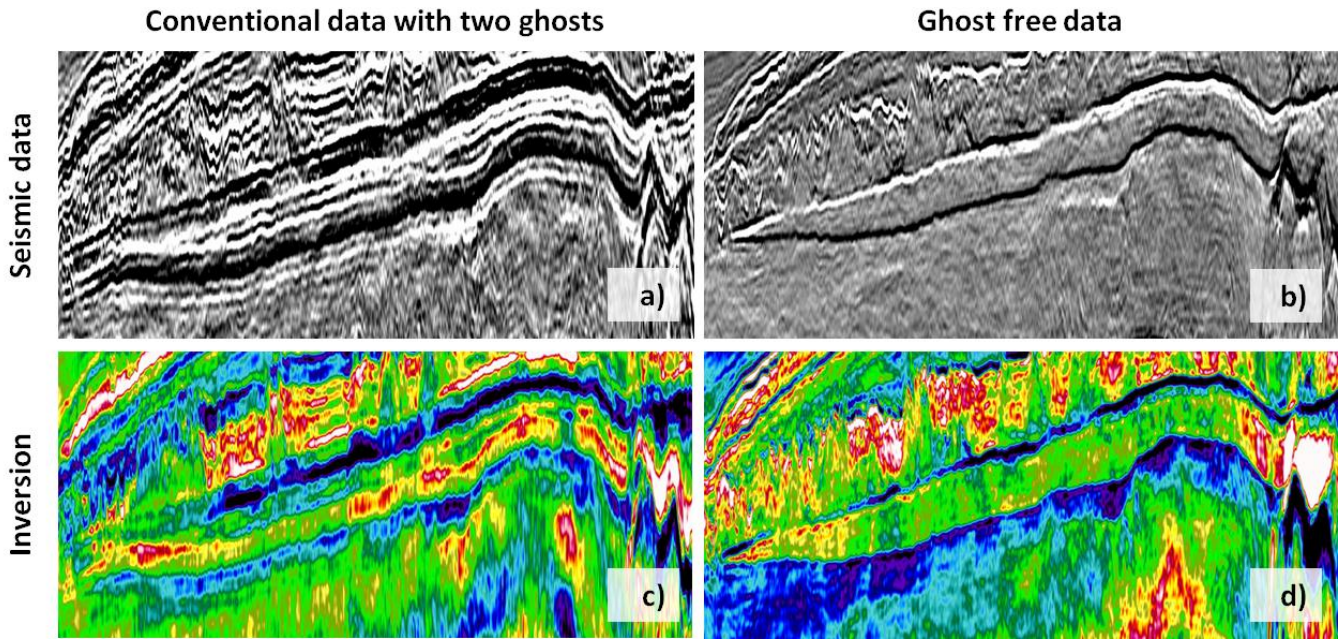 Conventional data with two ghosts
Ghost free data
Seismic data
a)
b)
Inversion
c)
d)